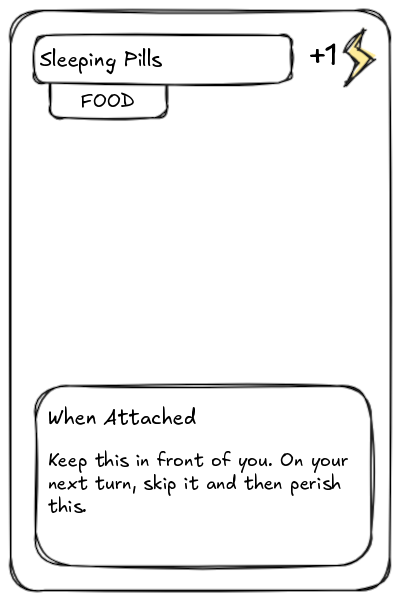 Sleeping Pills
+1
FOOD
When Attached
Keep this in front of you. On your
next turn, skip it and then perish
this.